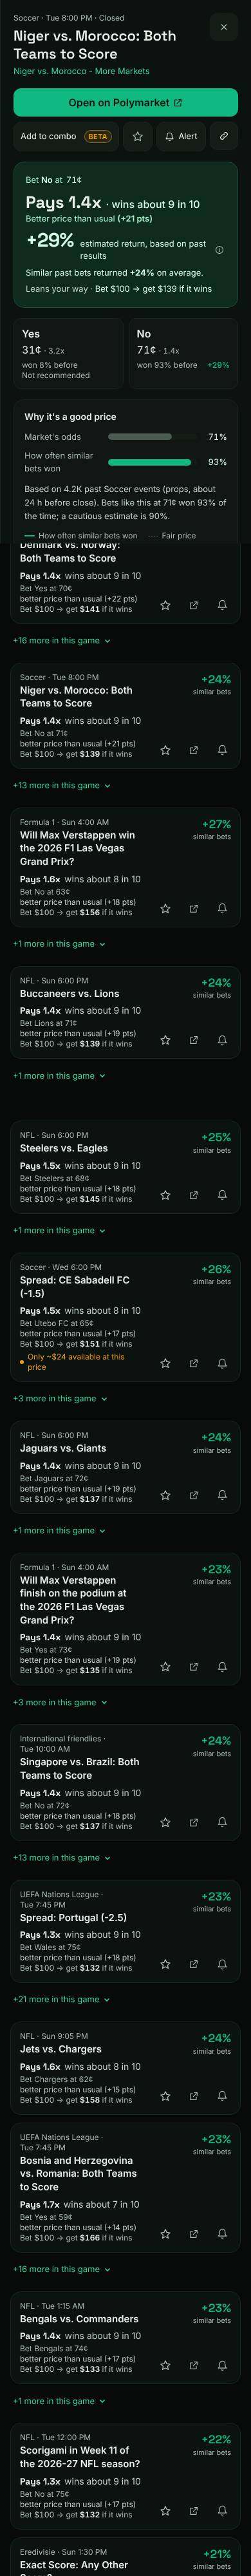 Soccer · Tue 8:00 PM · Closed
Niger vs. Morocco: Both
Teams to Score
Niger vs. Morocco - More Markets
Open on Polymarket
Add to combo BETA
Alert
Bet No at 71¢
Pays 1.4x · wins about 9 in 10
Better price than usual (+21 pts)
+29% estimated return, based on past
results
Similar past bets returned +24% on average.
Leans your way · Bet $100 → get $139 if it wins
Yes
31¢ · 3.2x
won 8% before
Not recommended
No
71¢ · 1.4x
won 93% before +29%
Why it's a good price
Market's odds 71%
How often similar
bets won 93%
Based on 4.2K past Soccer events (props, about
24 h before close). Bets like this at 71¢ won 93% of
the time; a cautious estimate is 90%.
How often similar bets won Fair price
Denmark vs. Norway:
Both Teams to Score
Pays 1.4x wins about 9 in 10
Bet Yes at 70¢
better price than usual (+22 pts)
Bet $100 → get $141 if it wins
+16 more in this game
Soccer · Tue 8:00 PM
+24%
similar bets
Niger vs. Morocco: Both
Teams to Score
Pays 1.4x wins about 9 in 10
Bet No at 71¢
better price than usual (+21 pts)
Bet $100 → get $139 if it wins
+13 more in this game
Formula 1 · Sun 4:00 AM
+27%
similar bets
Will Max Verstappen win
the 2026 F1 Las Vegas
Grand Prix?
Pays 1.6x wins about 8 in 10
Bet No at 63¢
better price than usual (+18 pts)
Bet $100 → get $156 if it wins
+1 more in this game
NFL · Sun 6:00 PM
+24%
similar bets
Buccaneers vs. Lions
Pays 1.4x wins about 9 in 10
Bet Lions at 71¢
better price than usual (+19 pts)
Bet $100 → get $139 if it wins
+1 more in this game
NFL · Sun 6:00 PM
+25%
similar bets
Steelers vs. Eagles
Pays 1.5x wins about 9 in 10
Bet Steelers at 68¢
better price than usual (+18 pts)
Bet $100 → get $145 if it wins
+1 more in this game
Soccer · Wed 6:00 PM
+26%
similar bets
Spread: CE Sabadell FC
(-1.5)
Pays 1.5x wins about 8 in 10
Bet Utebo FC at 65¢
better price than usual (+17 pts)
Bet $100 → get $151 if it wins
Only ~$24 available at this
price
+3 more in this game
NFL · Sun 6:00 PM
+24%
similar bets
Jaguars vs. Giants
Pays 1.4x wins about 9 in 10
Bet Jaguars at 72¢
better price than usual (+19 pts)
Bet $100 → get $137 if it wins
+1 more in this game
Formula 1 · Sun 4:00 AM
+23%
similar bets
Will Max Verstappen
finish on the podium at
the 2026 F1 Las Vegas
Grand Prix?
Pays 1.4x wins about 9 in 10
Bet Yes at 73¢
better price than usual (+19 pts)
Bet $100 → get $135 if it wins
+3 more in this game
International friendlies ·
Tue 10:00 AM
+24%
similar bets
Singapore vs. Brazil: Both
Teams to Score
Pays 1.4x wins about 9 in 10
Bet No at 72¢
better price than usual (+18 pts)
Bet $100 → get $137 if it wins
+13 more in this game
UEFA Nations League ·
Tue 7:45 PM
+23%
similar bets
Spread: Portugal (-2.5)
Pays 1.3x wins about 9 in 10
Bet Wales at 75¢
better price than usual (+18 pts)
Bet $100 → get $132 if it wins
+21 more in this game
NFL · Sun 9:05 PM
+24%
similar bets
Jets vs. Chargers
Pays 1.6x wins about 8 in 10
Bet Chargers at 62¢
better price than usual (+15 pts)
Bet $100 → get $158 if it wins
UEFA Nations League ·
Tue 7:45 PM
+23%
similar bets
Bosnia and Herzegovina
vs. Romania: Both Teams
to Score
Pays 1.7x wins about 7 in 10
Bet Yes at 59¢
better price than usual (+14 pts)
Bet $100 → get $166 if it wins
+16 more in this game
NFL · Tue 1:15 AM
+23%
similar bets
Bengals vs. Commanders
Pays 1.4x wins about 9 in 10
Bet Bengals at 74¢
better price than usual (+17 pts)
Bet $100 → get $133 if it wins
+1 more in this game
NFL · Tue 12:00 PM
+22%
similar bets
Scorigami in Week 11 of
the 2026-27 NFL season?
Pays 1.3x wins about 9 in 10
Bet No at 75¢
better price than usual (+17 pts)
Bet $100 → get $132 if it wins
Eredivisie · Sun 1:30 PM
+21%
similar bets
Exact Score: Any Other